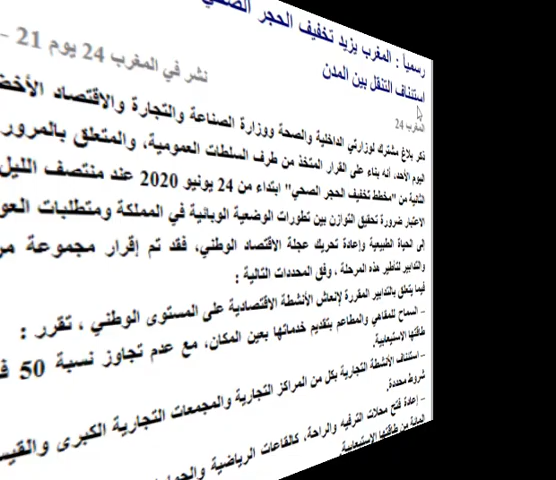 رسميا : المغرب يزيد تخفيف الحجر
استئناف التنقل بين المدن
المغرب 24
نشر في المغرب 24 يوم 21 –
ذكر بلاغ مشترك لوزارتي الداخلية والصحة ووزارة الصناعة والتجارة والاقتصاد
اليوم الأحد، أنه بناء على القرار المتخذ من طرف السلطات العمومية، والمتعلق بالمرور
الثانية من "مخطط تخفيف الحجر الصحي" ابتداء من 24 يونيو 2020 عند منتصف الليل
الاعتبار ضرورة تحقيق التوازن بين تطورات الوضعية الوبائية في المملكة ومتطلبات
إلى الحياة الطبيعية وإعادة تحريك عجلة الاقتصاد الوطني، فقد تم إقرار مجموعة
والتدابير لتأطير هذه المرحلة ، وفق المحددات التالية :
فيما يتعلق بالتدابير المقررة لإنعاش الأنشطة الاقتصادية على المستوى الوطني ، تقرر :
– السماح للمقاهي والمطاعم بتقديم خدماتها بعين المكان، مع عدم تجاوز نسبة 50
طاقتها الاستيعابية.
– استئناف الأنشطة التجارية بكل من المراكز التجارية والمجمعات التجارية الكبرى
شروط محددة.
– إعادة فتح محلات الترفيه والراحة، كالقاعات الرياضية
المائة من طاقتها الاستيعابية.